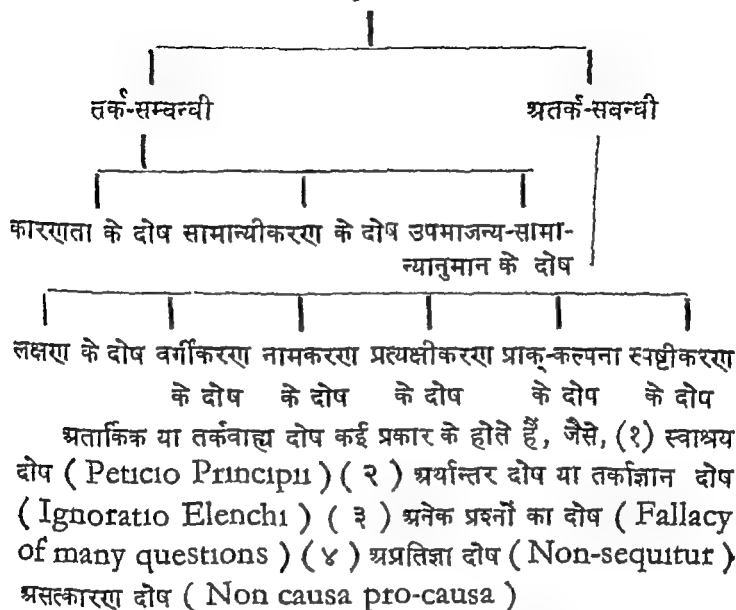 तर्क-सम्बन्धी अतर्क-सबन्धी
कारणता के दोष सामान्यीकरण के दोष उपमाजन्य-सामा-
न्यानुमान के दोष
लक्षण के दोष वर्गीकरण नामकरण प्रत्यक्षीकरण प्राक्-कल्पना स्पष्टीकरण
के दोष के दोष के दोष के दोष के दोष
अतार्किक या तर्कवाह्य दोष कई प्रकार के होते हैं, जैसे, (१) स्वाश्रय
दोष ( Peticio Principii ) ( २ ) अर्थान्तर दोष या तर्काज्ञान दोष
( Ignoratio Elenchi ) ( ३ ) अनेक प्रश्नों का दोष ( Fallacy
of many questions ) (४ ) अप्रतिज्ञा दोष ( Non-sequitur )
असत्कारण दोष ( Non causa pro-causa )